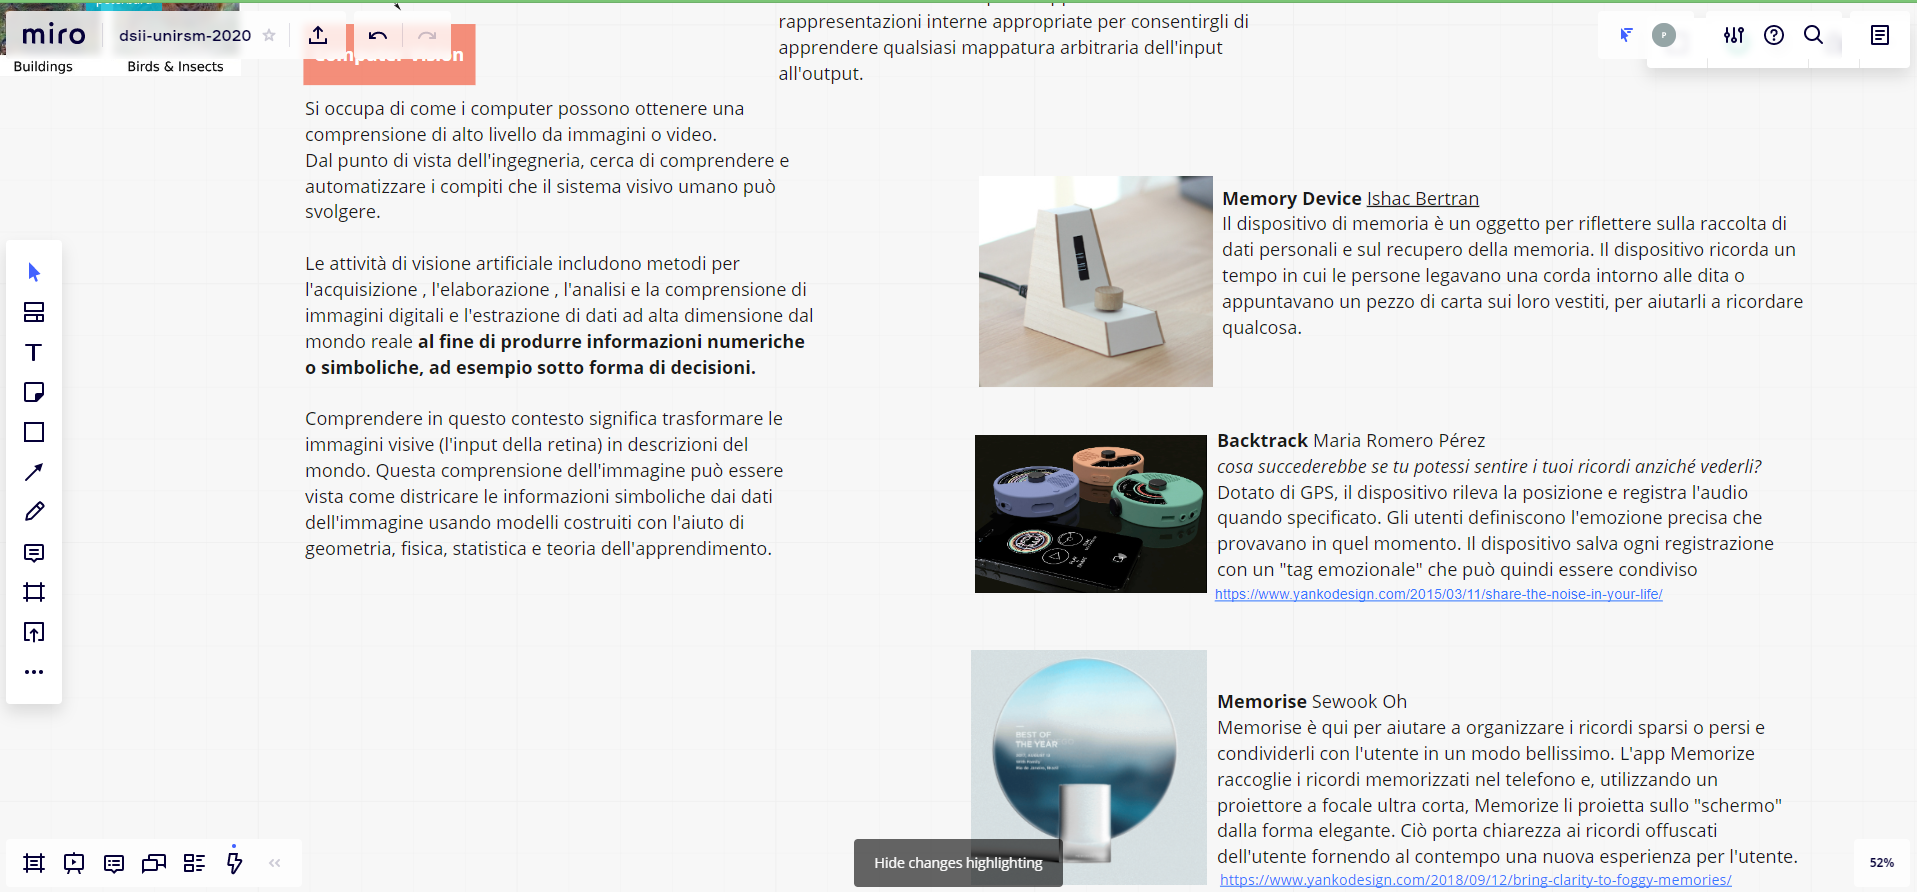 miro
dsii-unirsm-2020
Buildings
Birds & Insects
Computer Vision
rappresentazioni interne appropriate per consentirgli di
apprendere qualsiasi mappatura arbitraria dell'input
all'output.
P
Si occupa di come i computer possono ottenere una
comprensione di alto livello da immagini o video.
Dal punto di vista dell'ingegneria, cerca di comprendere e
automatizzare i compiti che il sistema visivo umano può
svolgere.
Le attività di visione artificiale includono metodi per
l'acquisizione , l'elaborazione , l'analisi e la comprensione di
immagini digitali e l'estrazione di dati ad alta dimensione dal
mondo reale al fine di produrre informazioni numeriche
o simboliche, ad esempio sotto forma di decisioni.
Comprendere in questo contesto significa trasformare le
immagini visive (l'input della retina) in descrizioni del
mondo. Questa comprensione dell'immagine può essere
vista come districare le informazioni simboliche dai dati
dell'immagine usando modelli costruiti con l'aiuto di
geometria, fisica, statistica e teoria dell'apprendimento.
Memory Device Ishac Bertran
Il dispositivo di memoria è un oggetto per riflettere sulla raccolta di
dati personali e sul recupero della memoria. Il dispositivo ricorda un
tempo in cui le persone legavano una corda intorno alle dita o
appuntavano un pezzo di carta sui loro vestiti, per aiutarli a ricordare
qualcosa.
Backtrack Maria Romero Pérez
cosa succederebbe se tu potessi sentire i tuoi ricordi anziché vederli?
Dotato di GPS, il dispositivo rileva la posizione e registra l'audio
quando specificato. Gli utenti definiscono l'emozione precisa che
provavano in quel momento. Il dispositivo salva ogni registrazione
con un "tag emozionale" che può quindi essere condiviso
https://www.yankodesign.com/2015/03/11/share-the-noise-in-your-life/
BEST OF
THE YEAR
Memorise Sewook Oh
Memorise è qui per aiutare a organizzare i ricordi sparsi o persi e
condividerli con l'utente in un modo bellissimo. L'app Memorize
raccoglie i ricordi memorizzati nel telefono e, utilizzando un
proiettore a focale ultra corta, Memorize li proietta sullo "schermo"
dalla forma elegante. Ciò porta chiarezza ai ricordi offuscati
dell'utente fornendo al contempo una nuova esperienza per l'utente.
https://www.yankodesign.com/2018/09/12/bring-clarity-to-foggy-memories/
Hide changes highlighting
52%